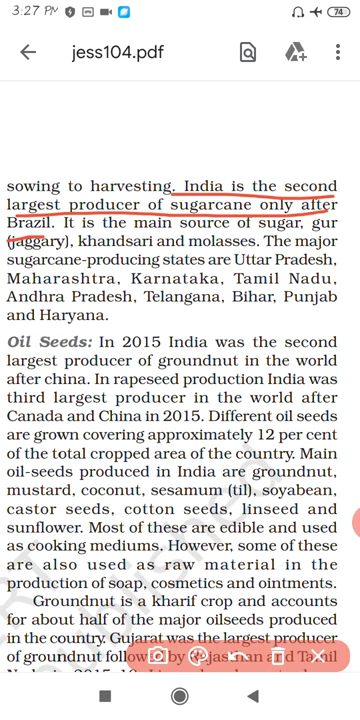 3:27 PM
74
jess104.pdf
sowing to harvesting. India is the second
largest producer of sugarcane only after
Brazil. It is the main source of sugar, gur
(jaggary), khandsari and molasses. The major
sugarcane-producing states are Uttar Pradesh,
Maharashtra, Karnataka, Tamil Nadu,
Andhra Pradesh, Telangana, Bihar, Punjab
and Haryana.
Oil Seeds: In 2015 India was the second
largest producer of groundnut in the world
after china. In rapeseed production India was
third largest producer in the world after
Canada and China in 2015. Different oil seeds
are grown covering approximately 12 per cent
of the total cropped area of the country. Main
oil-seeds produced in India are groundnut,
mustard, coconut, sesamum (til), soyabean,
castor seeds, cotton seeds, linseed and
sunflower. Most of these are edible and used
as cooking mediums. However, some of these
are also used as raw material in the
production of soap, cosmetics and ointments.
Groundnut is a kharif crop and accounts
for about half of the major oilseeds produced
in the country. Gujarat was the largest producer
of groundnut followed by Rajasthan and Tamil